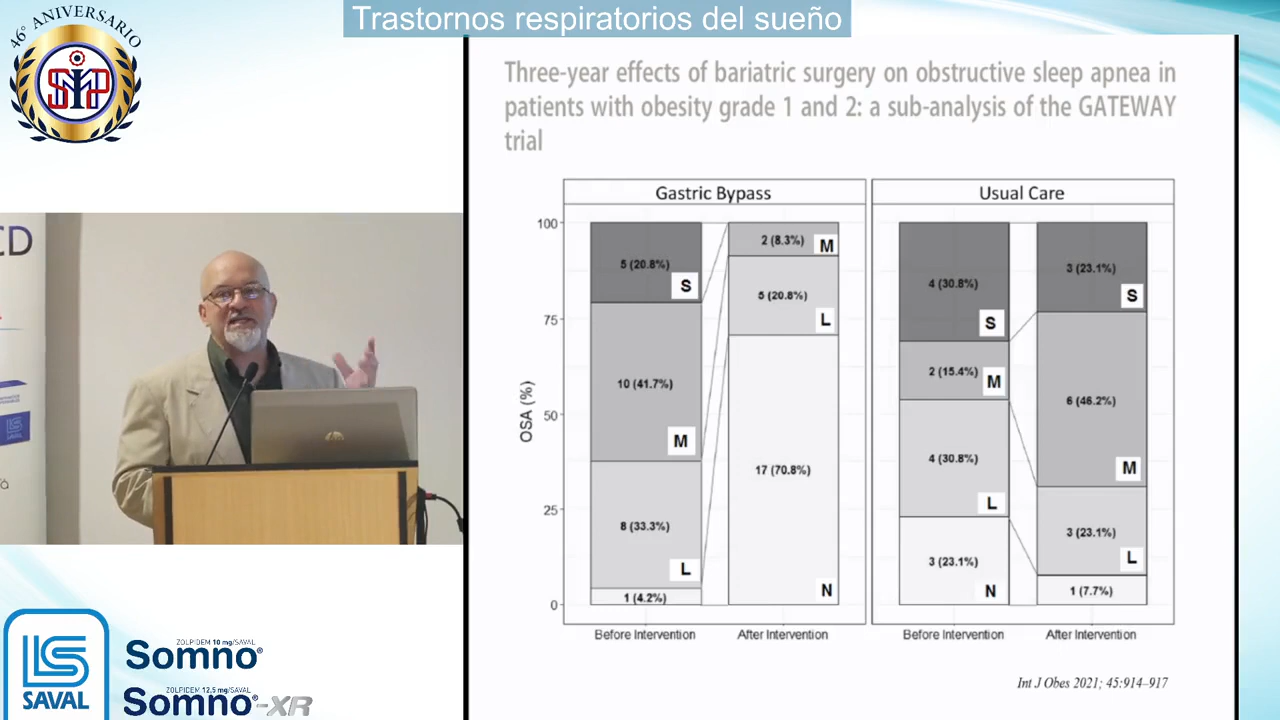 Trastornos respiratorios del sueño
46° ANIVERSARIO
Three-year effects of bariatric surgery on obstructive sleep apnea in
patients with obesity grade 1 and 2: a sub-analysis of the GATEWAY
trial
Gastric Bypass
Usual Care
OSA (%)
100
75
50
25
0
5 (20.8%)
S
10 (41.7%)
M
8 (33.3%)
L
1 (4.2%)
2 (8.3%)
M
5 (20.8%)
L
17 (70.8%)
N
4 (30.8%)
S
2 (15.4%)
M
4 (30.8%)
L
3 (23.1%)
N
3 (23.1%)
S
6 (46.2%)
M
3 (23.1%)
L
1 (7.7%)
Before Intervention
After Intervention
Before Intervention
After Intervention
Int J Obes 2021; 45:914–917
CD
SAVAL
hp
LS
SAVAL
ZOLPIDEM 10 mg/SAVAL
Somno®
ZOLPIDEM 12,5 mg/SAVAL
Somno®-XR